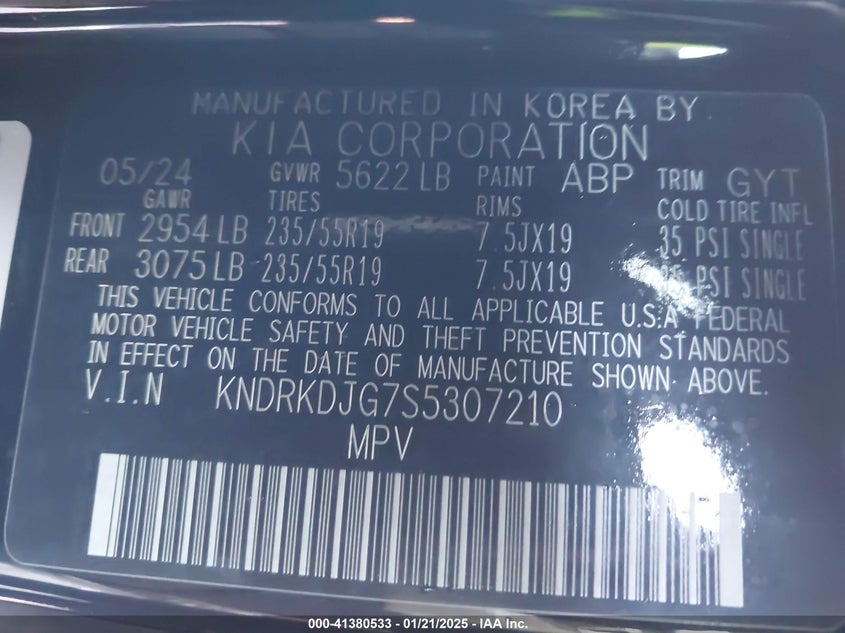 MANUFACTURED IN KOREA BY
KIA CORPORATION
05/24 GVWR 5622 LB PAINT ABP TRIM GYT
GAWR TIRES RIMS COLD TIRE INFL
FRONT 2954 LB 235/55R19 7.5JX19 35 PSI SINGLE
REAR 3075 LB 235/55R19 7.5JX19 35 PSI SINGLE
THIS VEHICLE CONFORMS TO ALL APPLICABLE U.S.A FEDERAL
MOTOR VEHICLE SAFETY AND THEFT PREVENTION STANDARDS
IN EFFECT ON THE DATE OF MANUFACTURE SHOWN ABOVE.
V.I.N KNDRKDJG7S5307210
MPV
000-41380533 - 01/21/2025 - IAA Inc.